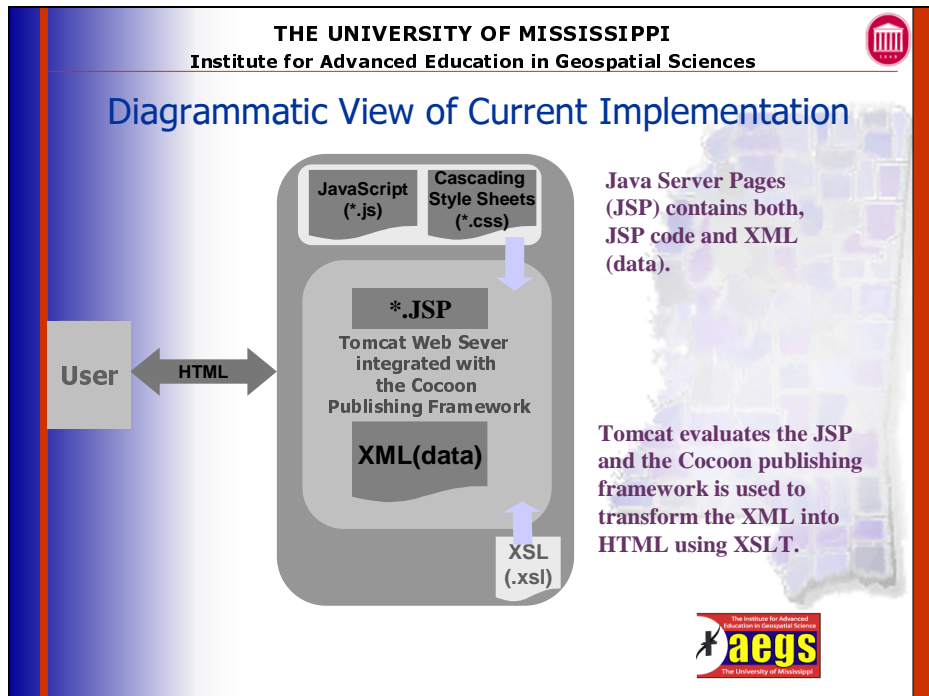 THE UNIVERSITY OF MISSISSIPPI
Institute for Advanced Education in Geospatial Sciences
1848
Diagrammatic View of Current Implementation
JavaScript
(*.js)
Cascading
Style Sheets
(*.css)
*.JSP
Tomcat Web Sever
integrated with
the Cocoon
Publishing Framework
XML(data)
XSL
(.xsl)
User
HTML
Java Server Pages
(JSP) contains both,
JSP code and XML
(data).
Tomcat evaluates the JSP
and the Cocoon publishing
framework is used to
transform the XML into
HTML using XSLT.
The Institute for Advanced
Education in Geospatial Science
aegs
The University of Mississippi